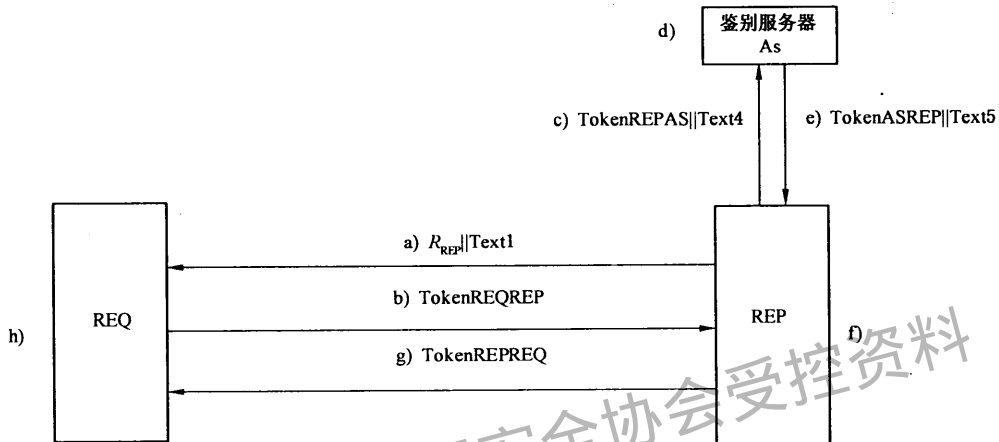 d)
鉴别服务器
As
c) TokenREPAS||Text4
e) TokenASREP||Text5
a) R_REP||Text1
b) TokenREQREP
g) TokenREPREQ
REQ
REP
h)
f)
安全协会受控资料